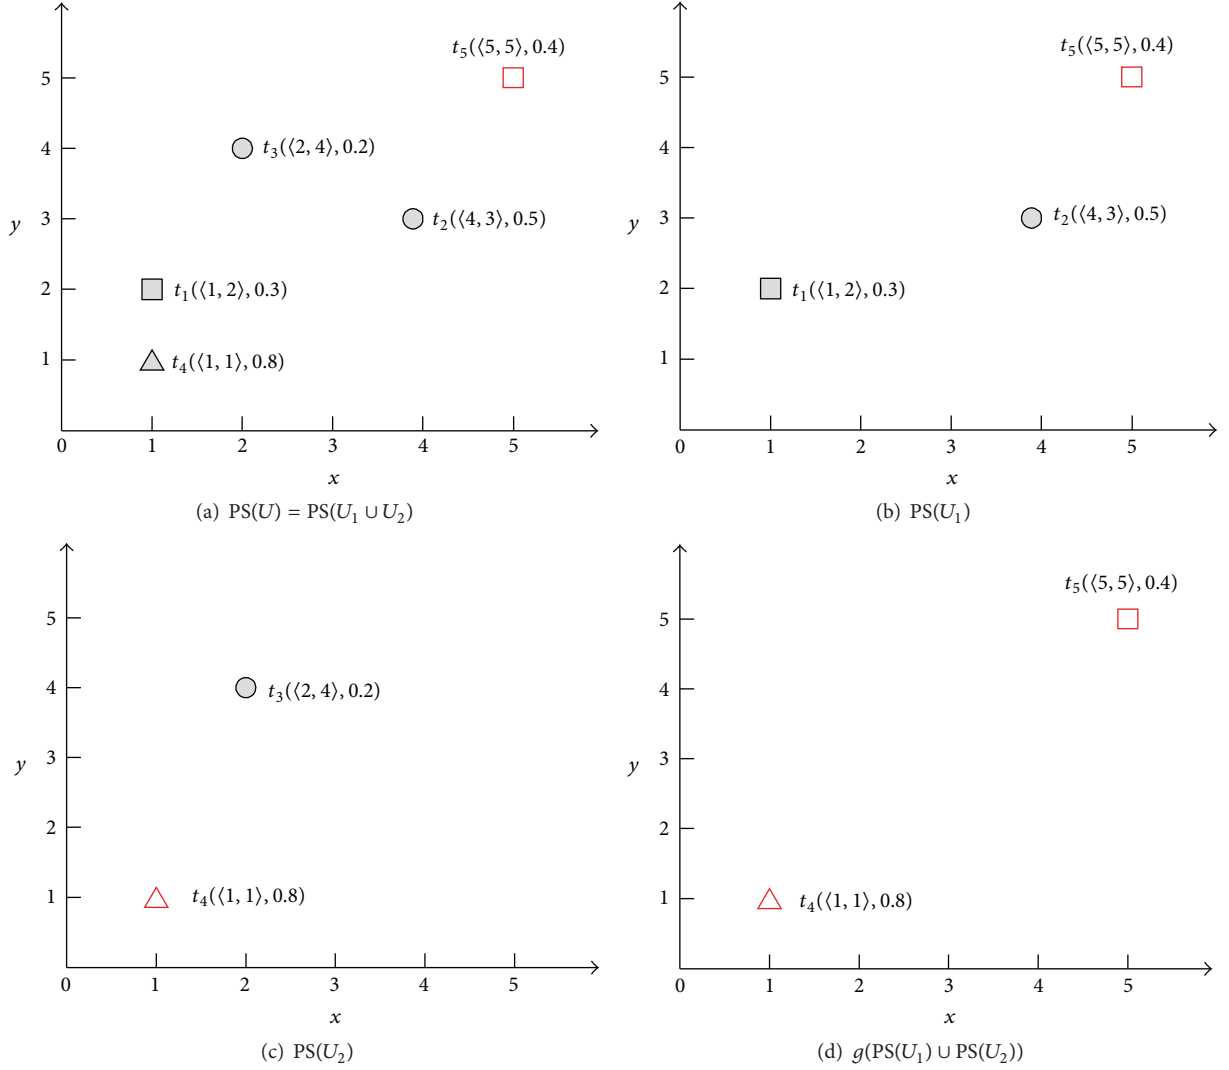 t5(⟨5, 5⟩, 0.4)
5
4
t3(⟨2, 4⟩, 0.2)
3
t2(⟨4, 3⟩, 0.5)
y
2
t1(⟨1, 2⟩, 0.3)
1
t4(⟨1, 1⟩, 0.8)
0 1 2 3 4 5
x
(a) PS(U) = PS(U1 ∪ U2)
t5(⟨5, 5⟩, 0.4)
5
4
3
t2(⟨4, 3⟩, 0.5)
y
2
t1(⟨1, 2⟩, 0.3)
1
0 1 2 3 4 5
x
(b) PS(U1)
5
4
t3(⟨2, 4⟩, 0.2)
3
y
2
1
t4(⟨1, 1⟩, 0.8)
0 1 2 3 4 5
x
(c) PS(U2)
t5(⟨5, 5⟩, 0.4)
5
4
3
y
2
1
t4(⟨1, 1⟩, 0.8)
0 1 2 3 4 5
x
(d) g(PS(U1) ∪ PS(U2))